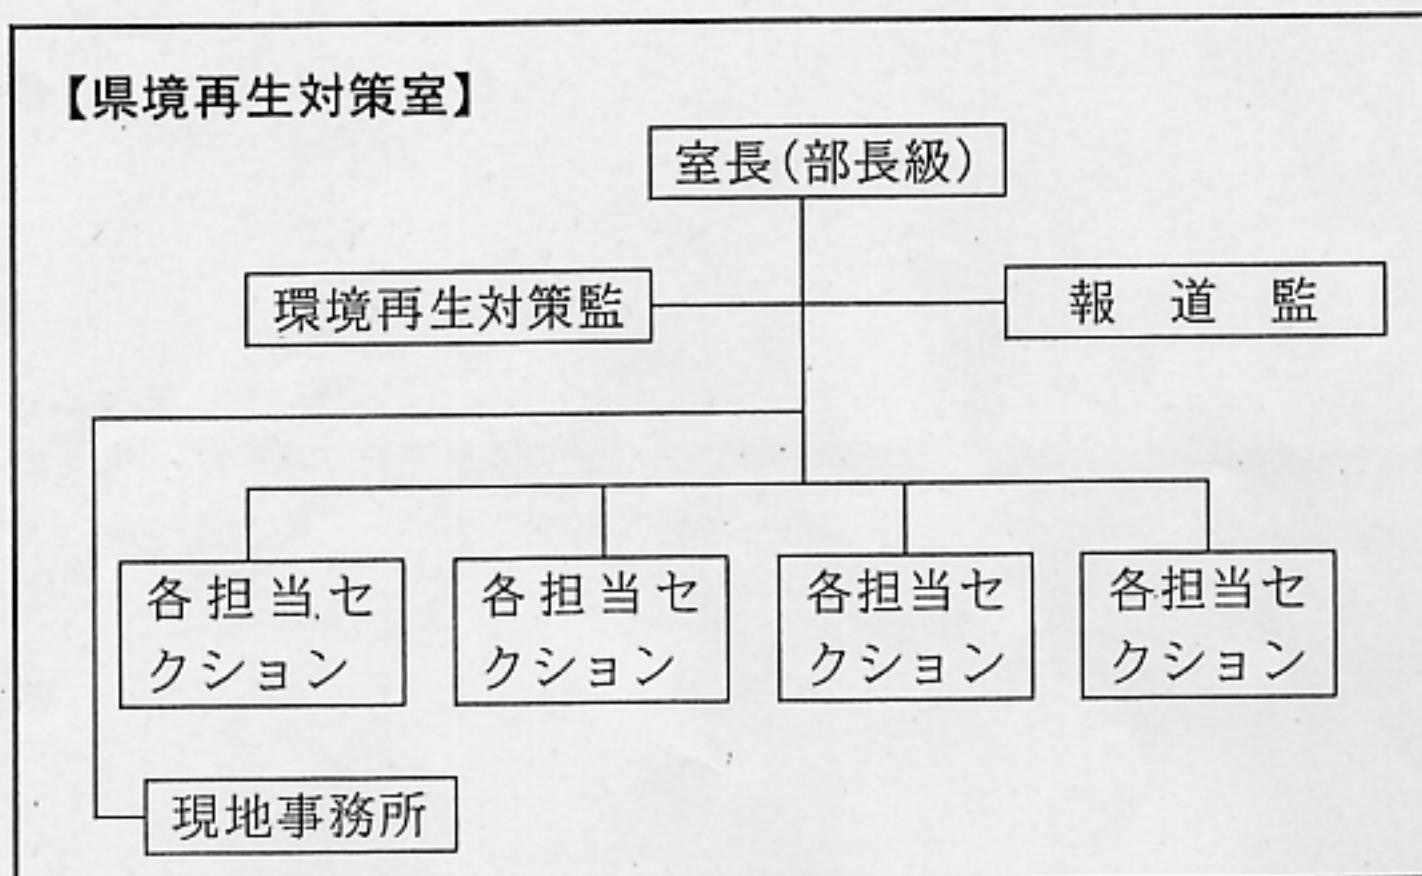 【県境再生対策室】
室長(部長級)
環境再生対策監
報 道 監
各担当セ
クション
各担当セ
クション
各担当セ
クション
各担当セ
クション
現地事務所